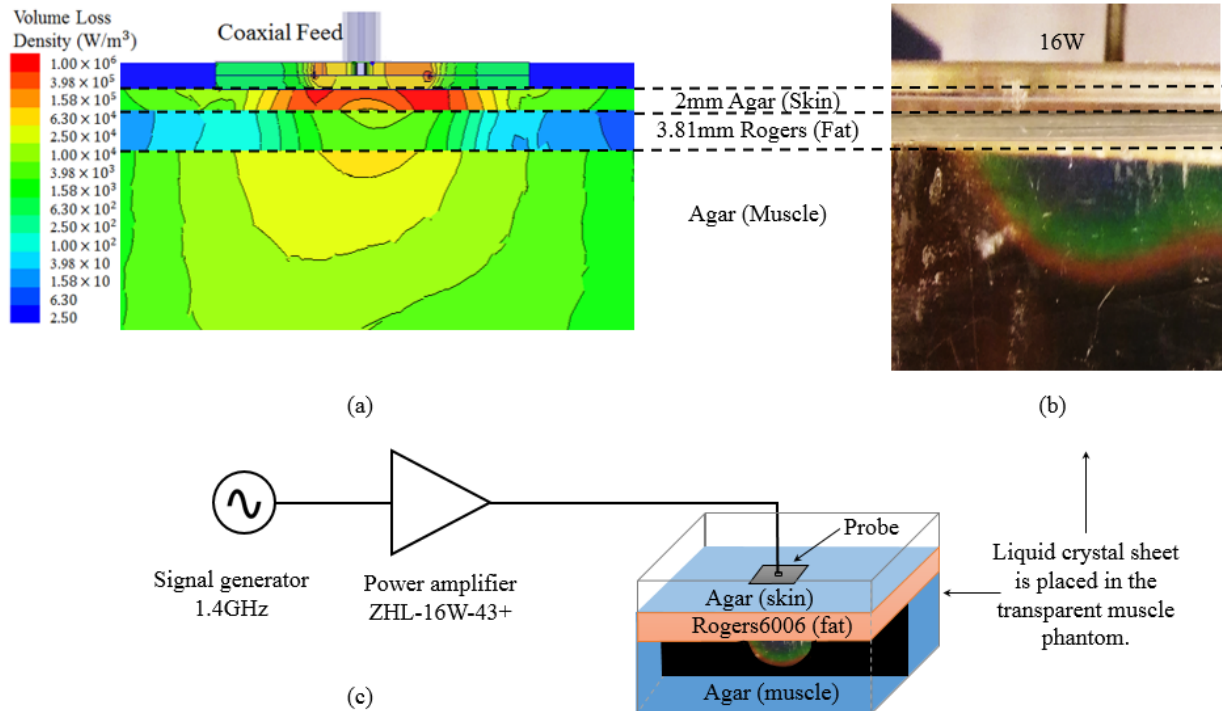 Volume Loss
Density (W/m³)
1.00 × 10⁶
3.98 × 10⁵
1.58 × 10⁵
6.30 × 10⁴
2.50 × 10⁴
1.00 × 10⁴
3.98 × 10³
1.58 × 10³
6.30 × 10²
2.50 × 10²
1.00 × 10²
3.98 × 10
1.58 × 10
6.30
2.50
Coaxial Feed
2mm Agar (Skin)
3.81mm Rogers (Fat)
Agar (Muscle)
16W
(a)
(b)
Signal generator
1.4GHz
Power amplifier
ZHL-16W-43+
Probe
Agar (skin)
Rogers6006 (fat)
Agar (muscle)
Liquid crystal sheet
is placed in the
transparent muscle
phantom.
(c)